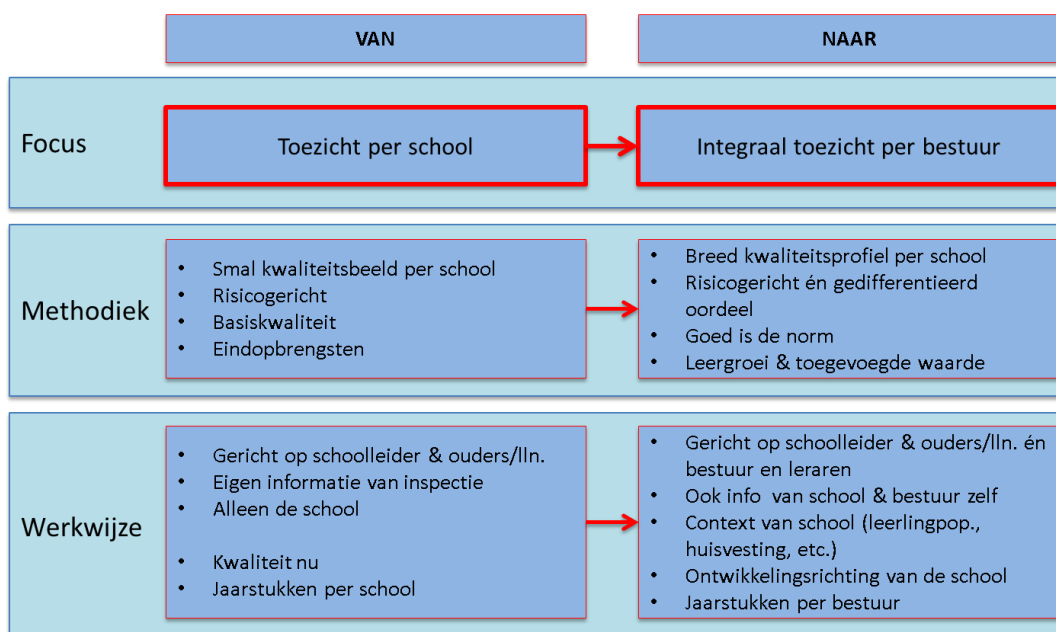 VAN
NAAR
Focus
Toezicht per school
Integraal toezicht per bestuur
Methodiek
• Smal kwaliteitsbeeld per school
• Risicogericht
• Basiskwaliteit
• Eindopbrengsten
• Breed kwaliteitsprofiel per school
• Risicogericht én gedifferentieerd
oordeel
• Goed is de norm
• Leergroei & toegevoegde waarde
Werkwijze
• Gericht op schoolleider & ouders/lln.
• Eigen informatie van inspectie
• Alleen de school
• Kwaliteit nu
• Jaarstukken per school
• Gericht op schoolleider & ouders/lln. én
bestuur en leraren
• Ook info van school & bestuur zelf
• Context van school (leerlingpop.,
huisvesting, etc.)
• Ontwikkelingsrichting van de school
• Jaarstukken per bestuur